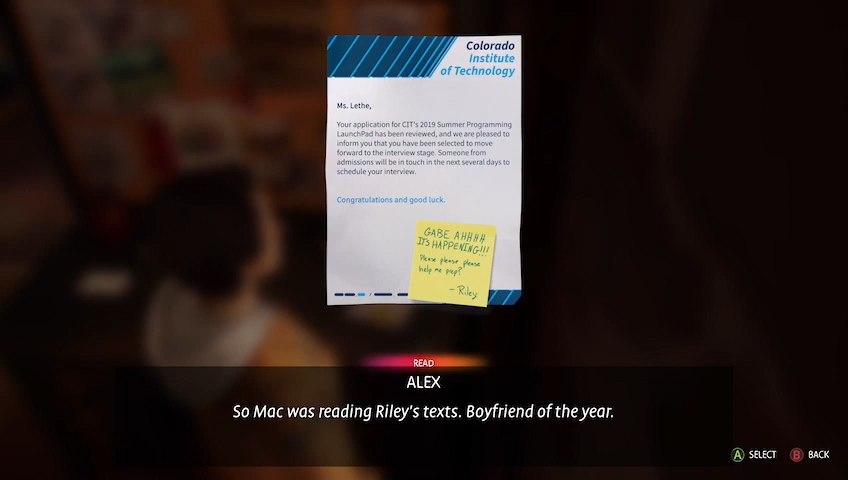 Colorado
Institute
of Technology
Ms. Lethe,
Your application for CIT's 2019 Summer Programming
LaunchPad has been reviewed, and we are pleased to
inform you that you have been selected to move
forward to the interview stage. Someone from
admissions will be in touch in the next several days to
schedule your interview.
Congratulations and good luck.
GABE AHHHH
IT'S HAPPENING!!!
Please please please
help me prep?
- Riley
READ
ALEX
So Mac was reading Riley's texts. Boyfriend of the year.
A SELECT B BACK